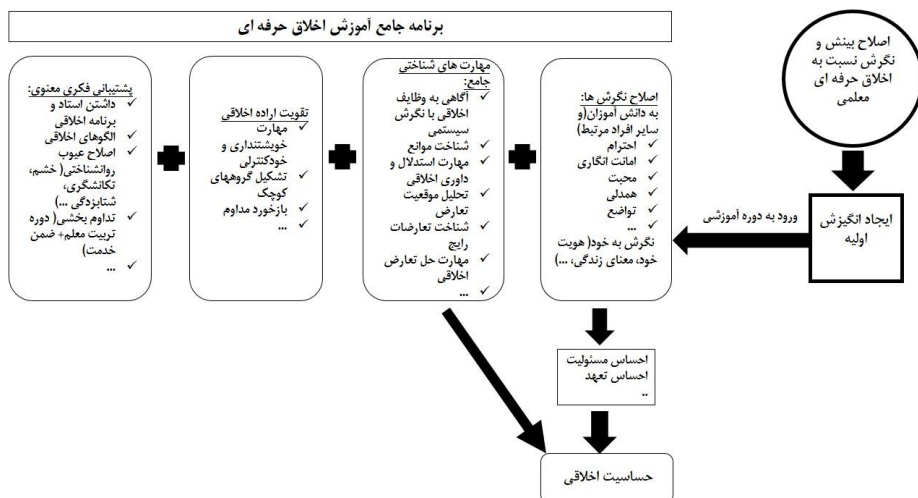 برنامه جامع آموزش اخلاق حرفه ای
اصلاح بینش و
نگرش نسبت به
اخلاق حرفه ای
معلمی
ایجاد انگیزش
اولیه
ورود به دوره آموزشی
اصلاح نگرش ها:
به دانش آموزان(و
سایر افراد مرتبط)
✓ احترام
✓ امانت انگاری
✓ محبت
✓ همدلی
✓ تواضع
✓ ...
نگرش به خود( هویت
خود، معنای زندگی، ...)
مهارت های شناختی
جامع:
✓ آگاهی به وظایف
اخلاقی با نگرش
سیستمی
✓ شناخت موانع
✓ مهارت استدلال و
داوری اخلاقی
✓ تحلیل موقعیت
تعارض
✓ شناخت تعارضات
رایج
✓ مهارت حل تعارض
اخلاقی
✓ ...
تقویت اراده اخلاقی
✓ مهارت
خویشتنداری و
خودکنترلی
✓ تشکیل گروههای
کوچک
✓ بازخورد مداوم
✓ ...
پشتیبانی فکری معنوی:
✓ داشتن استاد و
برنامه اخلاقی
✓ الگوهای اخلاقی
✓ اصلاح عیوب
روانشناختی( خشم،
تکانشگری،
شتابزدگی ...)
✓ تداوم بخشی( دوره
تربیت معلم+ ضمن
خدمت)
✓ ...
احساس مسئولیت
احساس تعهد
..
حساسیت اخلاقی